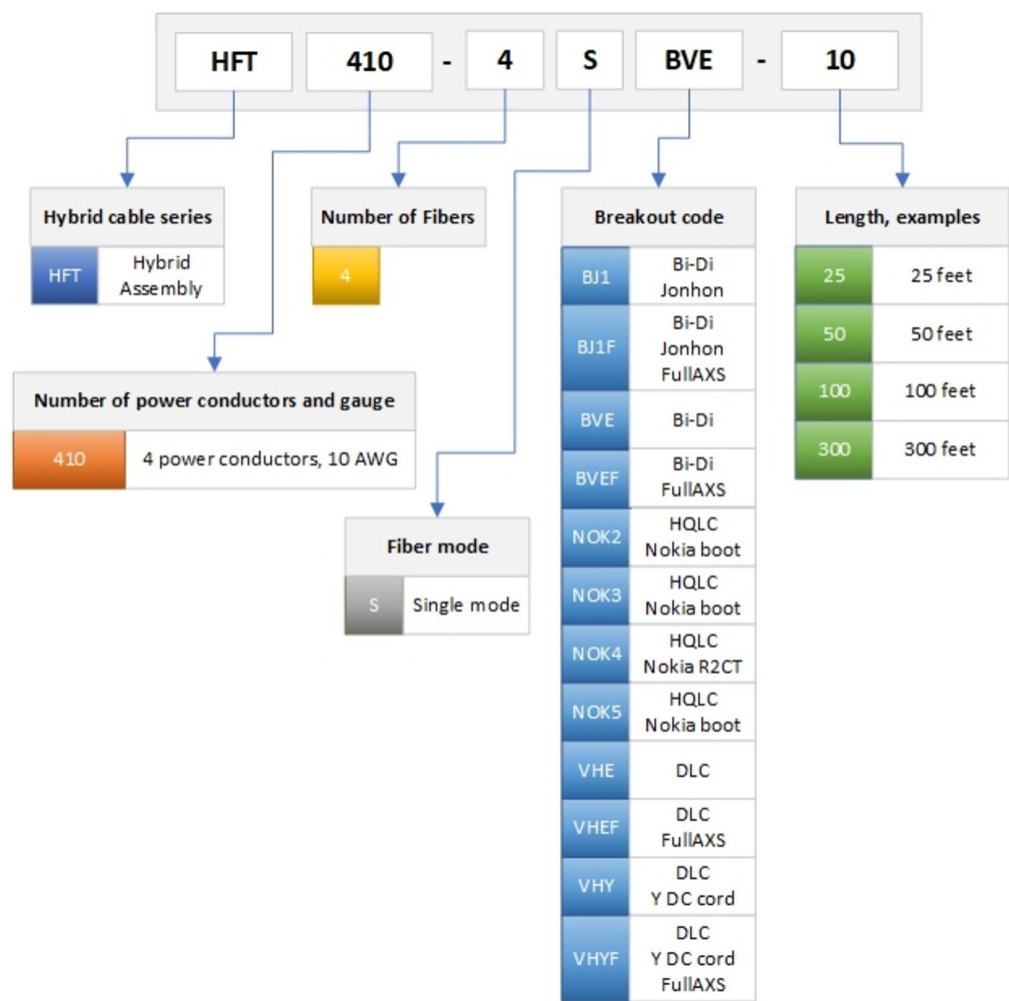 HFT 410 - 4 S BVE - 10
Hybrid cable series
HFT Hybrid
Assembly
Number of Fibers
4
Number of power conductors and gauge
410 4 power conductors, 10 AWG
Fiber mode
S Single mode
Breakout code
BJ1 Bi-Di
Jonhon
BJ1F Bi-Di
Jonhon
FullAXS
BVE Bi-Di
BVEF Bi-Di
FullAXS
NOK2 HQLC
Nokia boot
NOK3 HQLC
Nokia boot
NOK4 HQLC
Nokia R2CT
NOK5 HQLC
Nokia boot
VHE DLC
VHEF DLC
FullAXS
VHY DLC
Y DC cord
VHYF DLC
Y DC cord
FullAXS
Length, examples
25 25 feet
50 50 feet
100 100 feet
300 300 feet